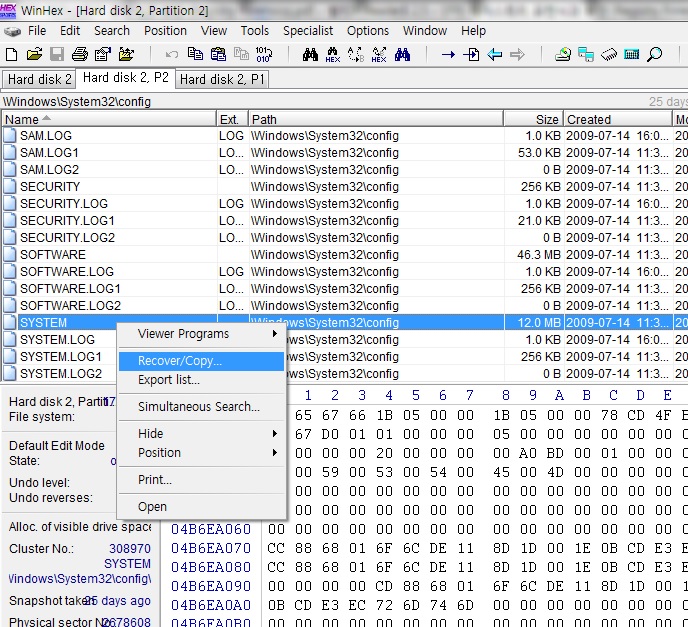 WinHex - [Hard disk 2, Partition 2]
File Edit Search Position View Tools Specialist Options Window Help
Hard disk 2 Hard disk 2, P2 Hard disk 2, P1
\Windows\System32\config 25 days
Name Ext. Path Size Created Mo
SAM.LOG LOG \Windows\System32\config 1.0 KB 2009-07-14 16:0... 20
SAM.LOG1 LO... \Windows\System32\config 53.0 KB 2009-07-14 11:3... 20
SAM.LOG2 LO... \Windows\System32\config 0 B 2009-07-14 11:3... 20
SECURITY \Windows\System32\config 256 KB 2009-07-14 11:3... 20
SECURITY.LOG LOG \Windows\System32\config 1.0 KB 2009-07-14 16:0... 20
SECURITY.LOG1 LO... \Windows\System32\config 21.0 KB 2009-07-14 11:3... 20
SECURITY.LOG2 LO... \Windows\System32\config 0 B 2009-07-14 11:3... 20
SOFTWARE \Windows\System32\config 46.3 MB 2009-07-14 11:3... 20
SOFTWARE.LOG LOG \Windows\System32\config 1.0 KB 2009-07-14 16:0... 20
SOFTWARE.LOG1 LO... \Windows\System32\config 256 KB 2009-07-14 11:3... 20
SOFTWARE.LOG2 LO... \Windows\System32\config 0 B 2009-07-14 11:3... 20
SYSTEM \Windows\System32\config 12.0 MB 2009-07-14 11:3... 20
SYSTEM.LOG \Windows\System32\config 1.0 KB 2009-07-14 16:0... 20
SYSTEM.LOG1 \Windows\System32\config 256 KB 2009-07-14 11:3... 20
SYSTEM.LOG2 \Windows\System32\config 0 B 2009-07-14 11:3... 20
Viewer Programs
Recover/Copy...
Export list...
Simultaneous Search...
Hide
Position
Print...
Open
1 2 3 4 5 6 7 8 9 A B C D E
Hard disk 2, Partiti
File system:
Default Edit Mode
State:
Undo level:
Undo reverses:
65 67 66 1B 05 00 00 1B 05 00 00 78 CD 4F
67 D0 01 01 00 00 00 05 00 00 00 00 00 00
00 00 00 20 00 00 00 00 A0 BD 00 01 00 00
00 59 00 53 00 54 00 45 00 4D 00 00 00 00
00 00 00 00 00 00 00 00 00 00 00 00 00 00
00 00 00 00 00 00 00 00 00 00 00 00 00 00
Alloc. of visible drive space
04B6EA060 00 00 00 00 00 00 00 00 00 00 00 00 00 00 00
Cluster No.: 308970
04B6EA070 CC 88 68 01 6F 6C DE 11 8D 1D 00 1E 0B CD E3
SYSTEM
04B6EA080 CC 88 68 01 6F 6C DE 11 8D 1D 00 1E 0B CD E3
\indows\System32\config\
04B6EA090 00 00 00 00 CD 88 68 01 6F 6C DE 11 8D 1D 00
Snapshot taken 25 days ago
04B6EA0A0 0B CD E3 EC 72 6D 74 6D 00 00 00 00 00 00 00
Physical sector No. 2678608
04B6EA0B0 00 00 00 00 00 00 00 00 00 00 00 00 00 00 00